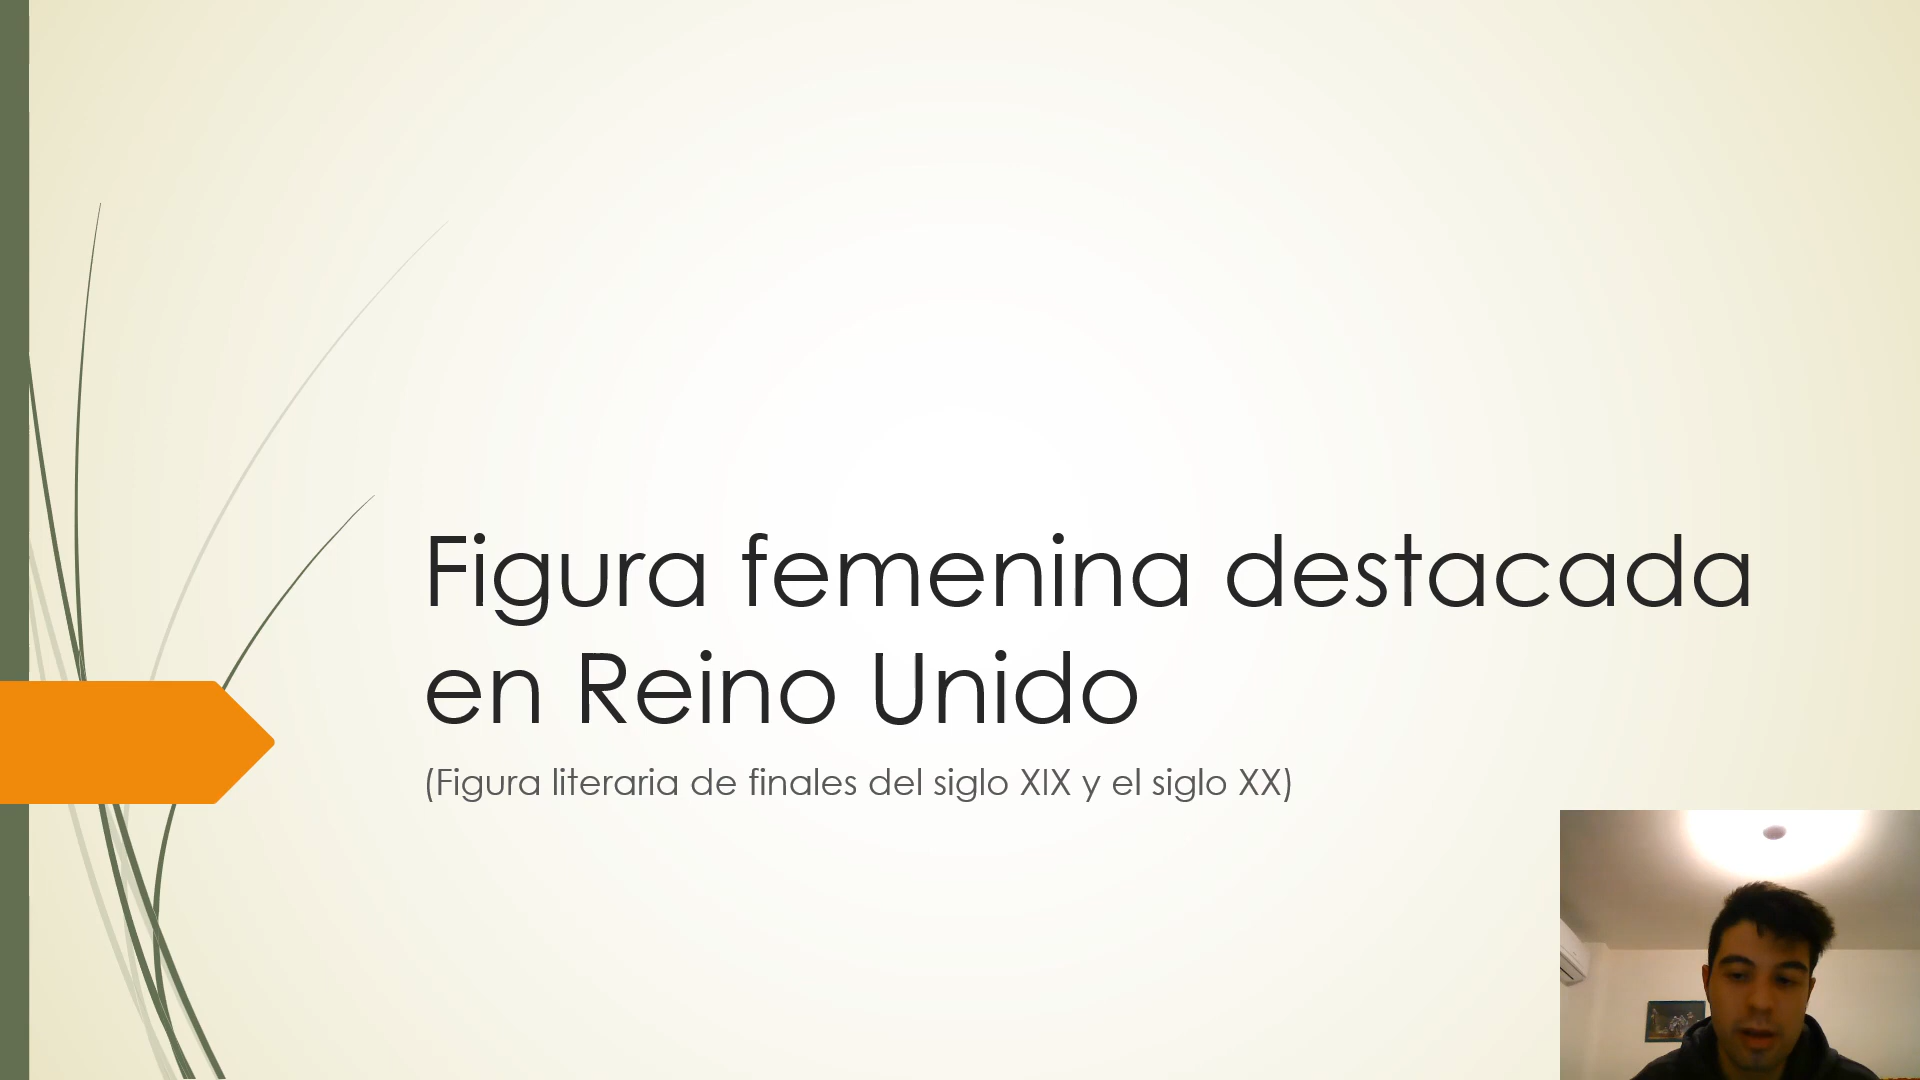 Figura femenina destacada
en Reino Unido
(Figura literaria de finales del siglo XIX y el siglo XX)